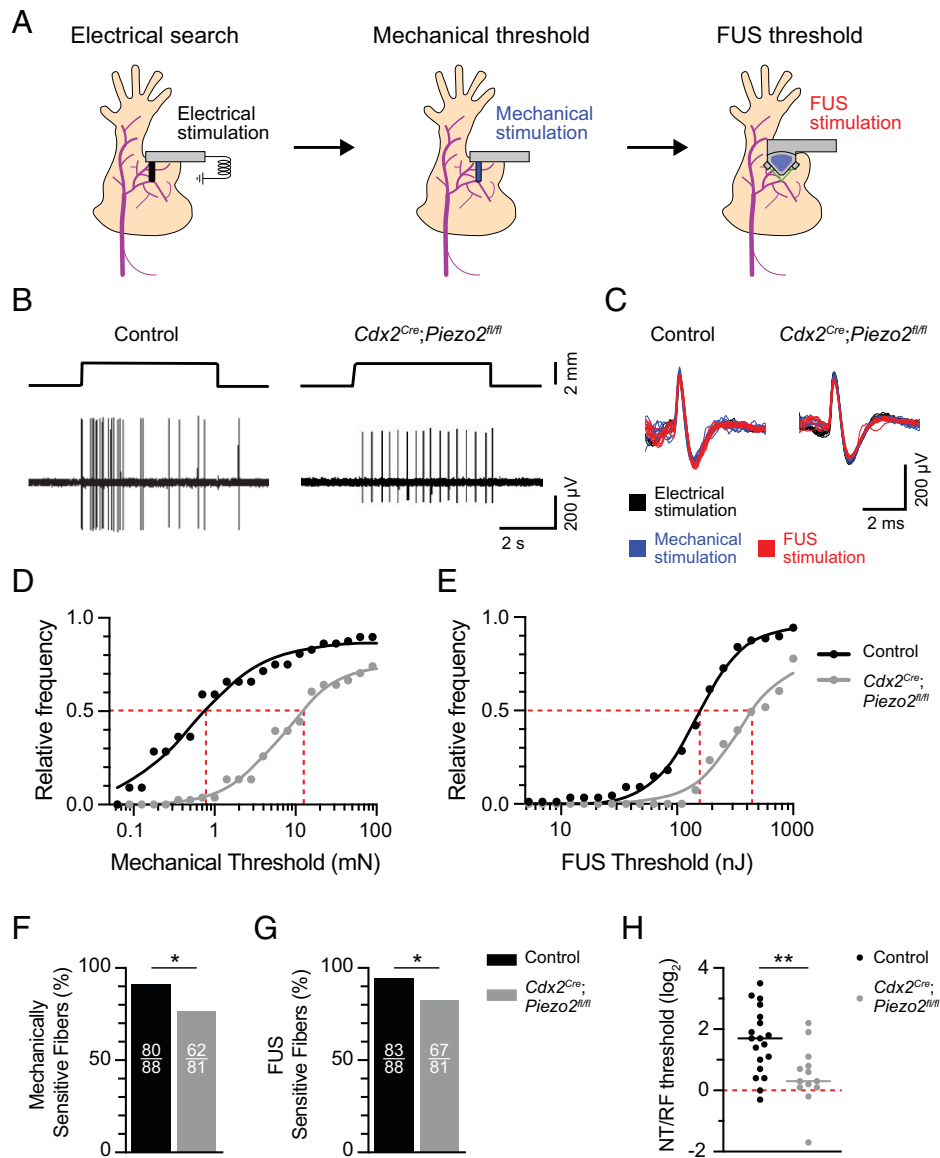 A
Electrical search
Mechanical threshold
FUS threshold
Electrical
stimulation
Mechanical
stimulation
FUS
stimulation
B
Control
Cdx2Cre;Piezo2fl/fl
2 mm
200 µV
2 s
C
Control
Cdx2Cre;Piezo2fl/fl
200 µV
2 ms
Electrical
stimulation
Mechanical
stimulation
FUS
stimulation
D
Relative frequency
1.0
0.5
0.0
0.1
1
10
100
Mechanical Threshold (mN)
E
Relative frequency
1.0
0.5
0.0
10
100
1000
FUS Threshold (nJ)
Control
Cdx2Cre;
Piezo2fl/fl
F
Mechanically
Sensitive Fibers (%)
100
50
0
*
80
88
62
81
G
FUS
Sensitive Fibers (%)
100
50
0
*
83
88
67
81
Control
Cdx2Cre;
Piezo2fl/fl
H
NT/RF threshold (log2)
4
2
0
-2
**
Control
Cdx2Cre;
Piezo2fl/fl